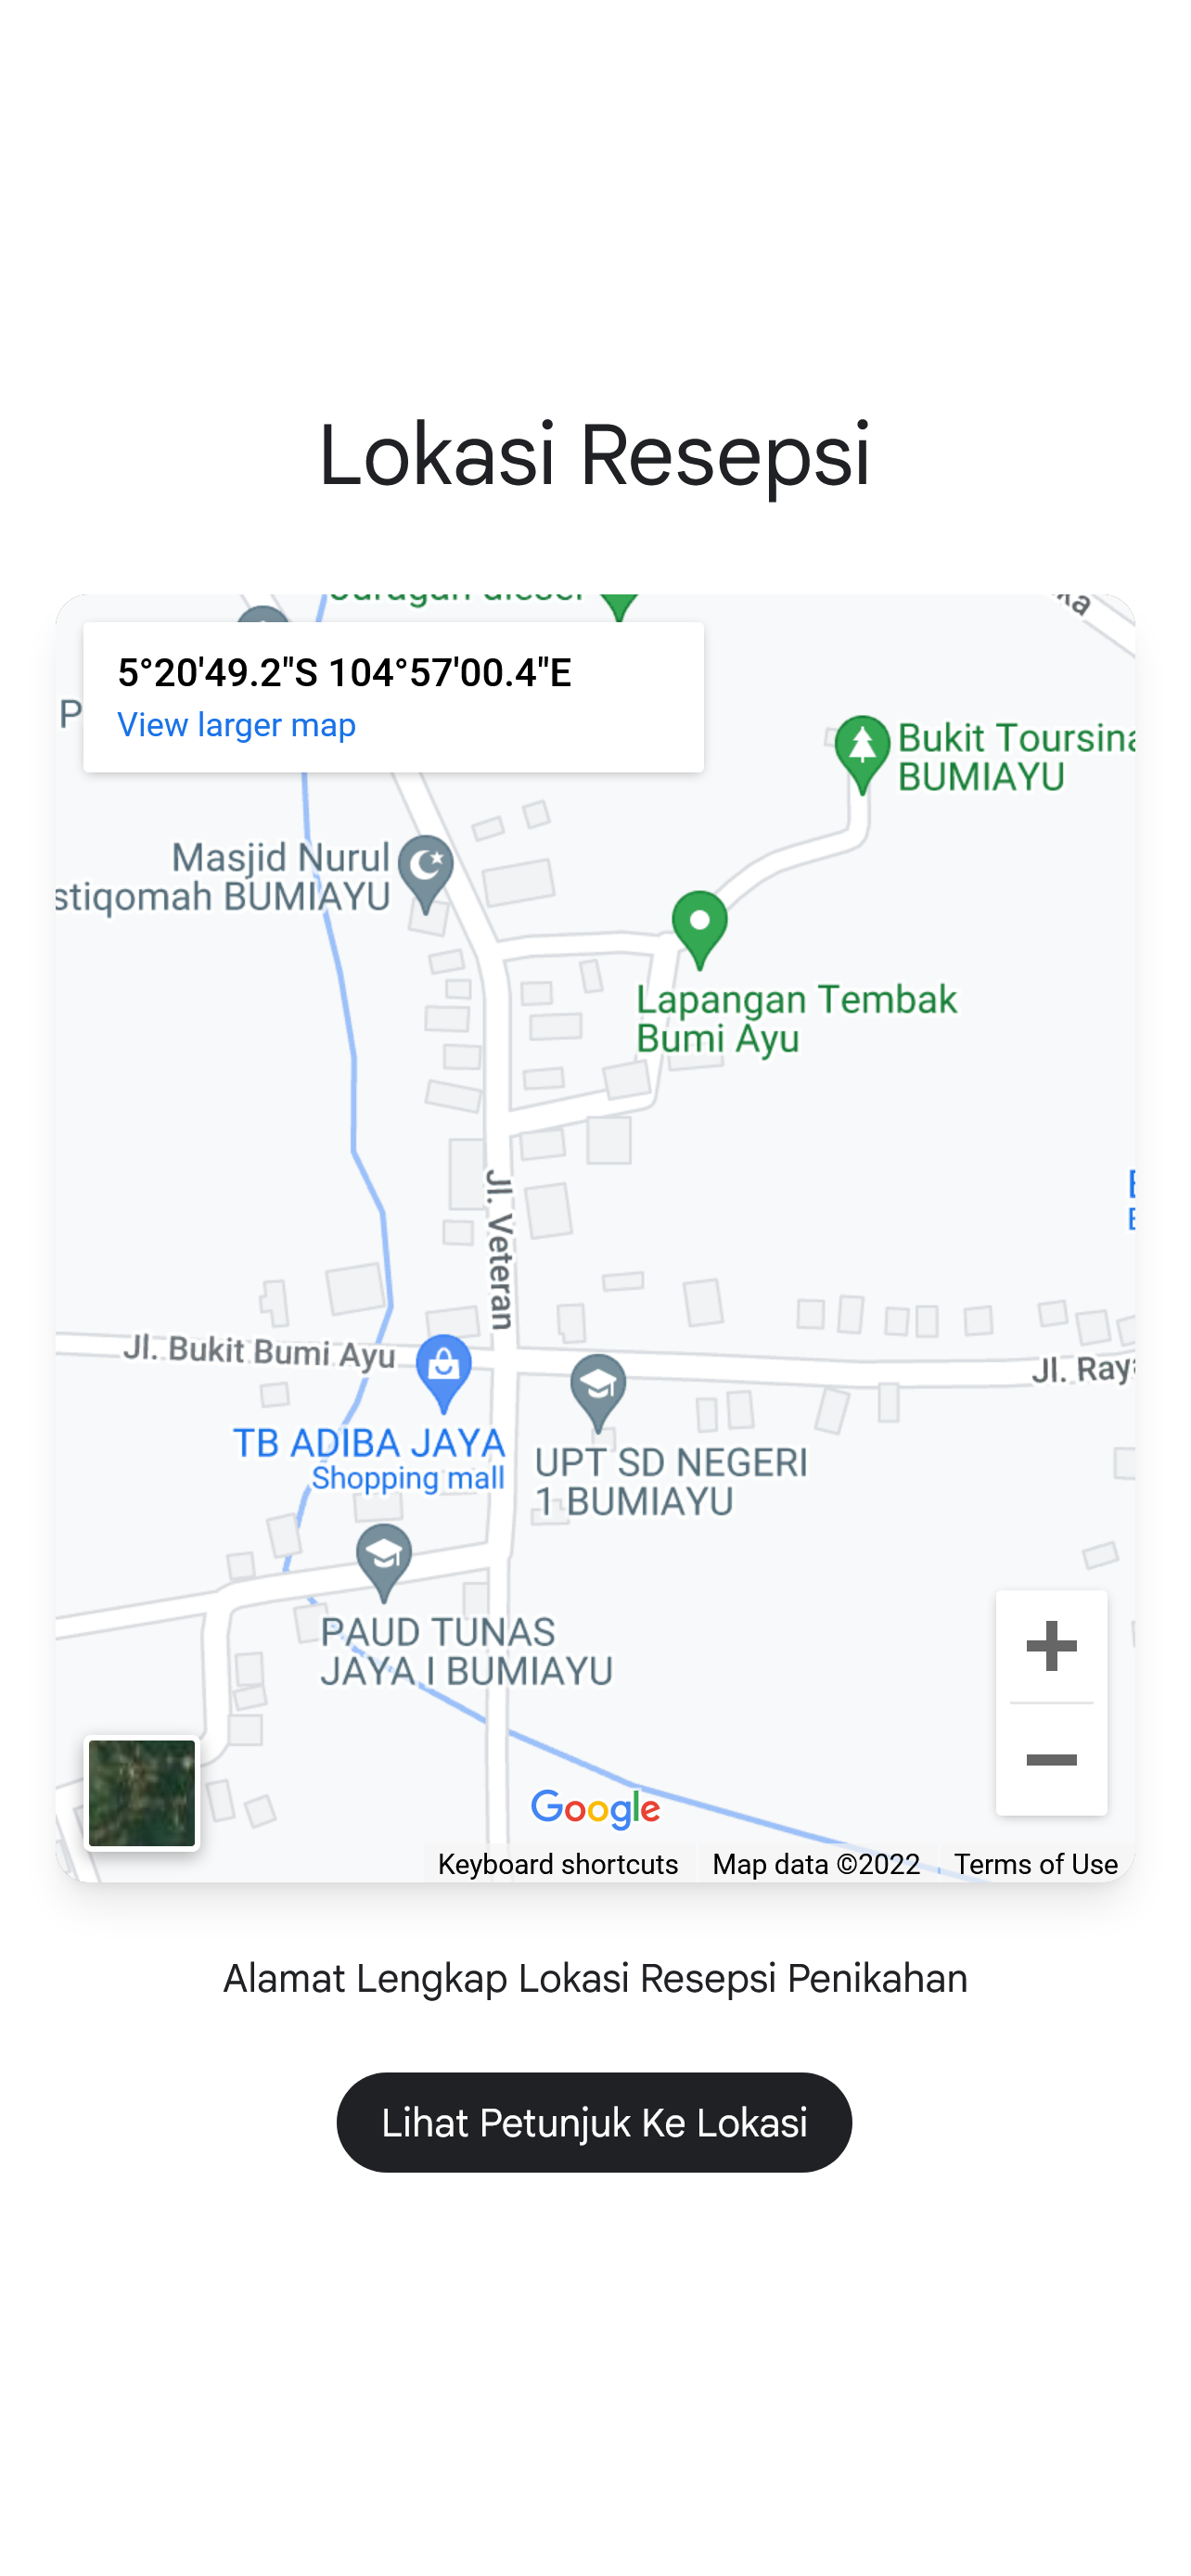 Lokasi Resepsi
5°20'49.2"S 104°57'00.4"E
View larger map
P
Bukit Toursina
BUMIAYU
Masjid Nurul
stiqomah BUMIAYU
Lapangan Tembak
Bumi Ayu
Jl. Veteran
Jl. Bukit Bumi Ayu
Jl. Raya
TB ADIBA JAYA
Shopping mall
UPT SD NEGERI
1 BUMIAYU
PAUD TUNAS
JAYA I BUMIAYU
Google
Keyboard shortcuts
Map data ©2022
Terms of Use
Alamat Lengkap Lokasi Resepsi Penikahan
Lihat Petunjuk Ke Lokasi